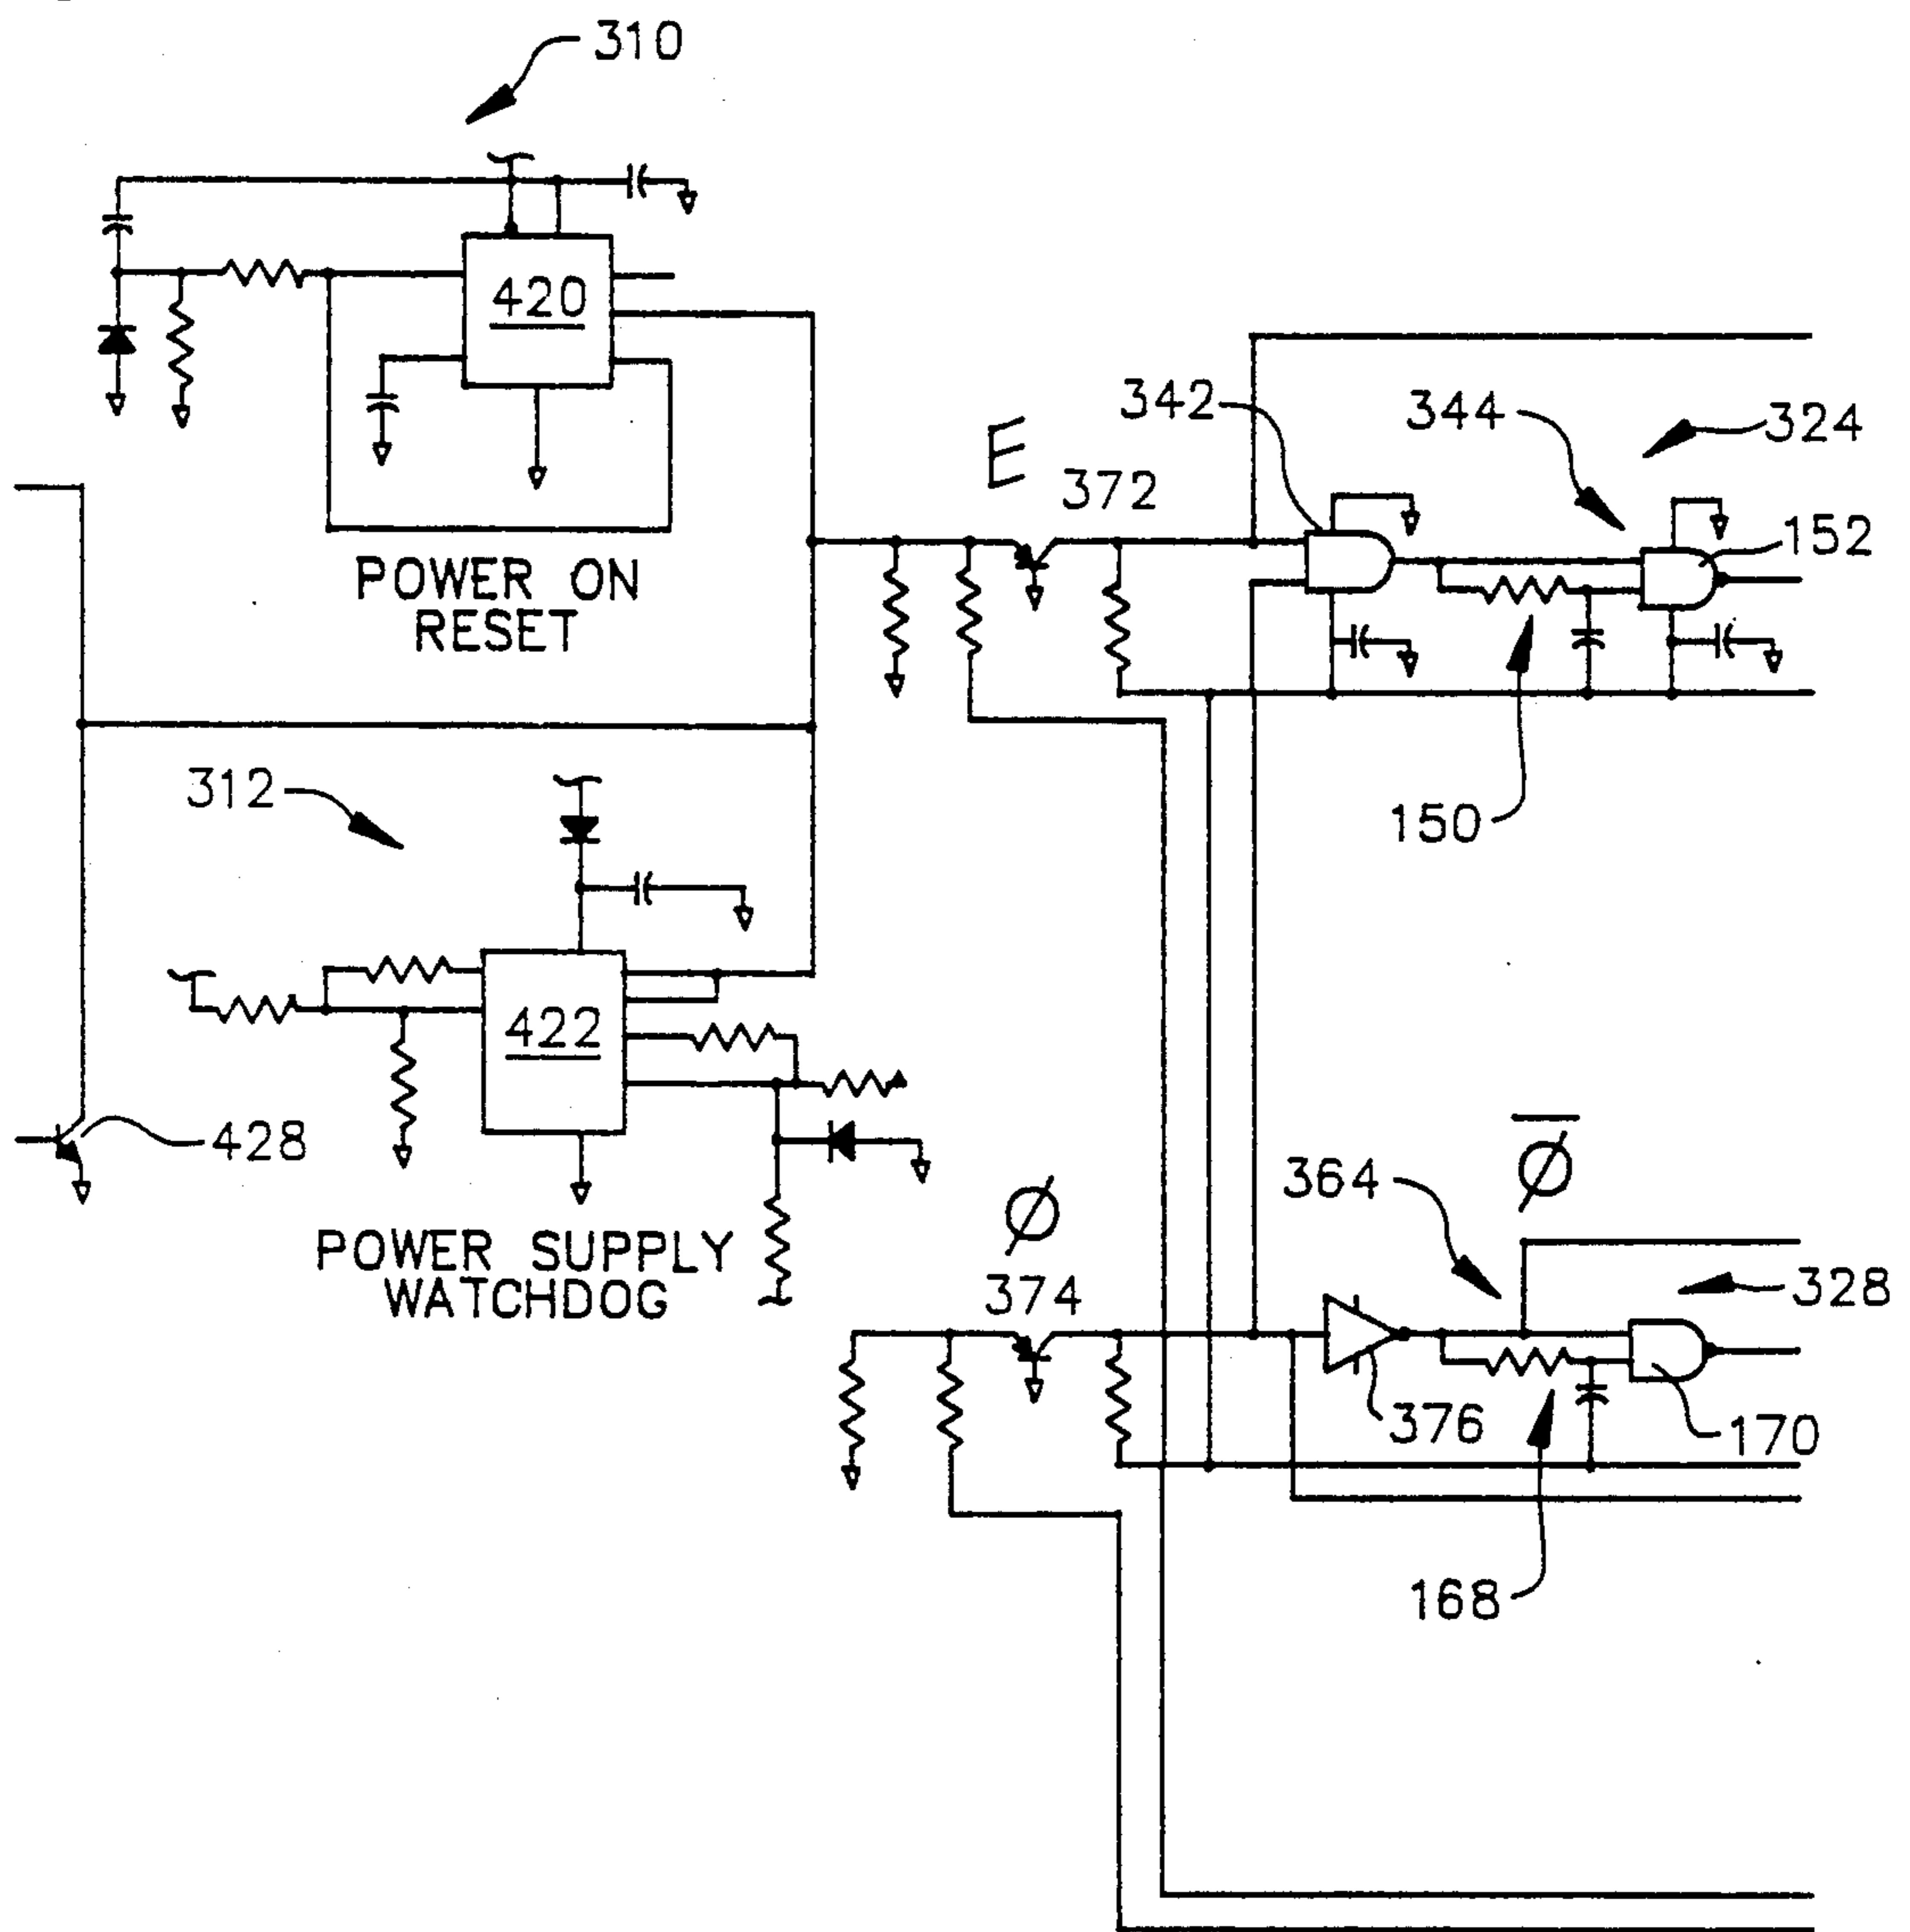 310
420
POWER ON
RESET
E
372
342
344
324
152
150
312
422
428
POWER SUPPLY
WATCHDOG
Ø
374
364
Ø̅
328
376
170
168